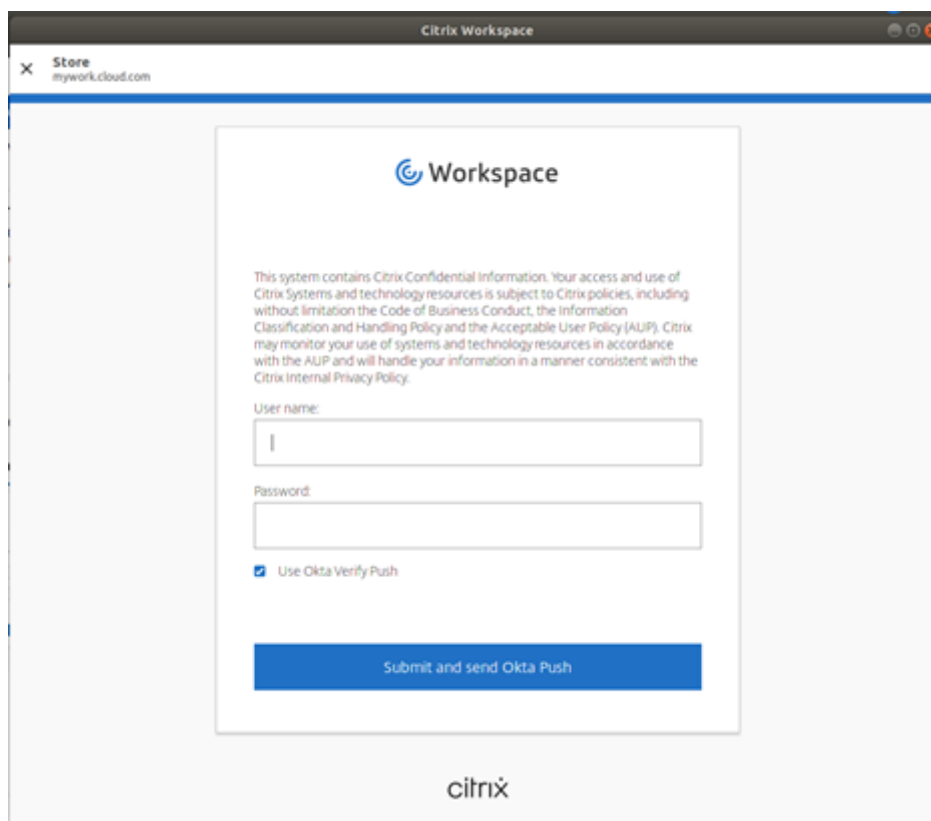 Citrix Workspace
Store
mywork.cloud.com
Workspace
This system contains Citrix Confidential Information. Your access and use of
Citrix Systems and technology resources is subject to Citrix policies, including
without limitation the Code of Business Conduct, the Information
Classification and Handling Policy and the Acceptable User Policy (AUP). Citrix
may monitor your use of systems and technology resources in accordance
with the AUP and will handle your information in a manner consistent with the
Citrix Internal Privacy Policy.
User name:
Password:
Use Okta Verify Push
Submit and send Okta Push
citrix